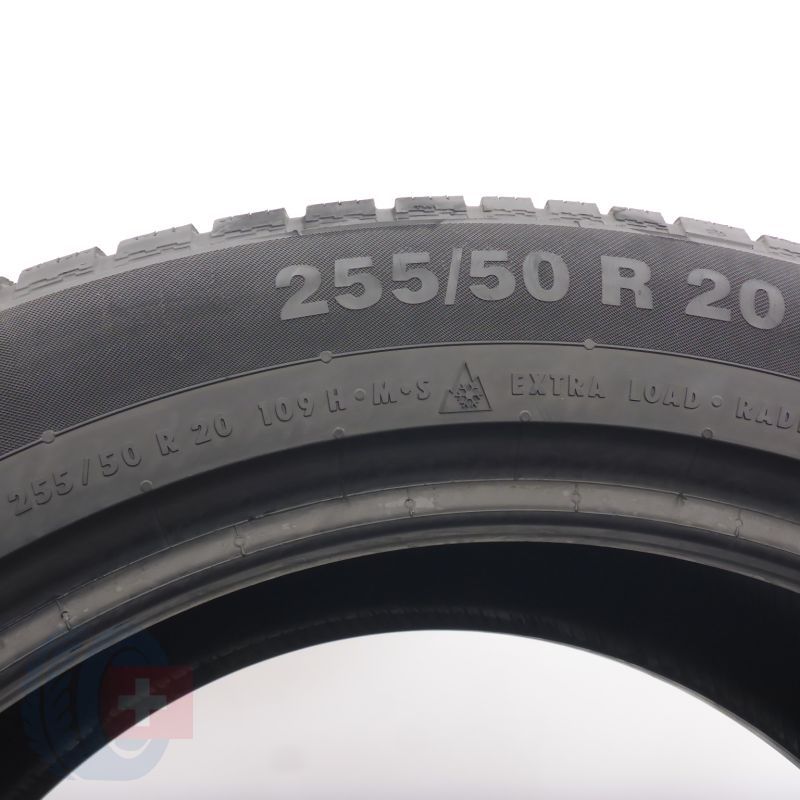 255/50 R 20
255/50 R 20 109 H • M•S EXTRA LOAD • RADI